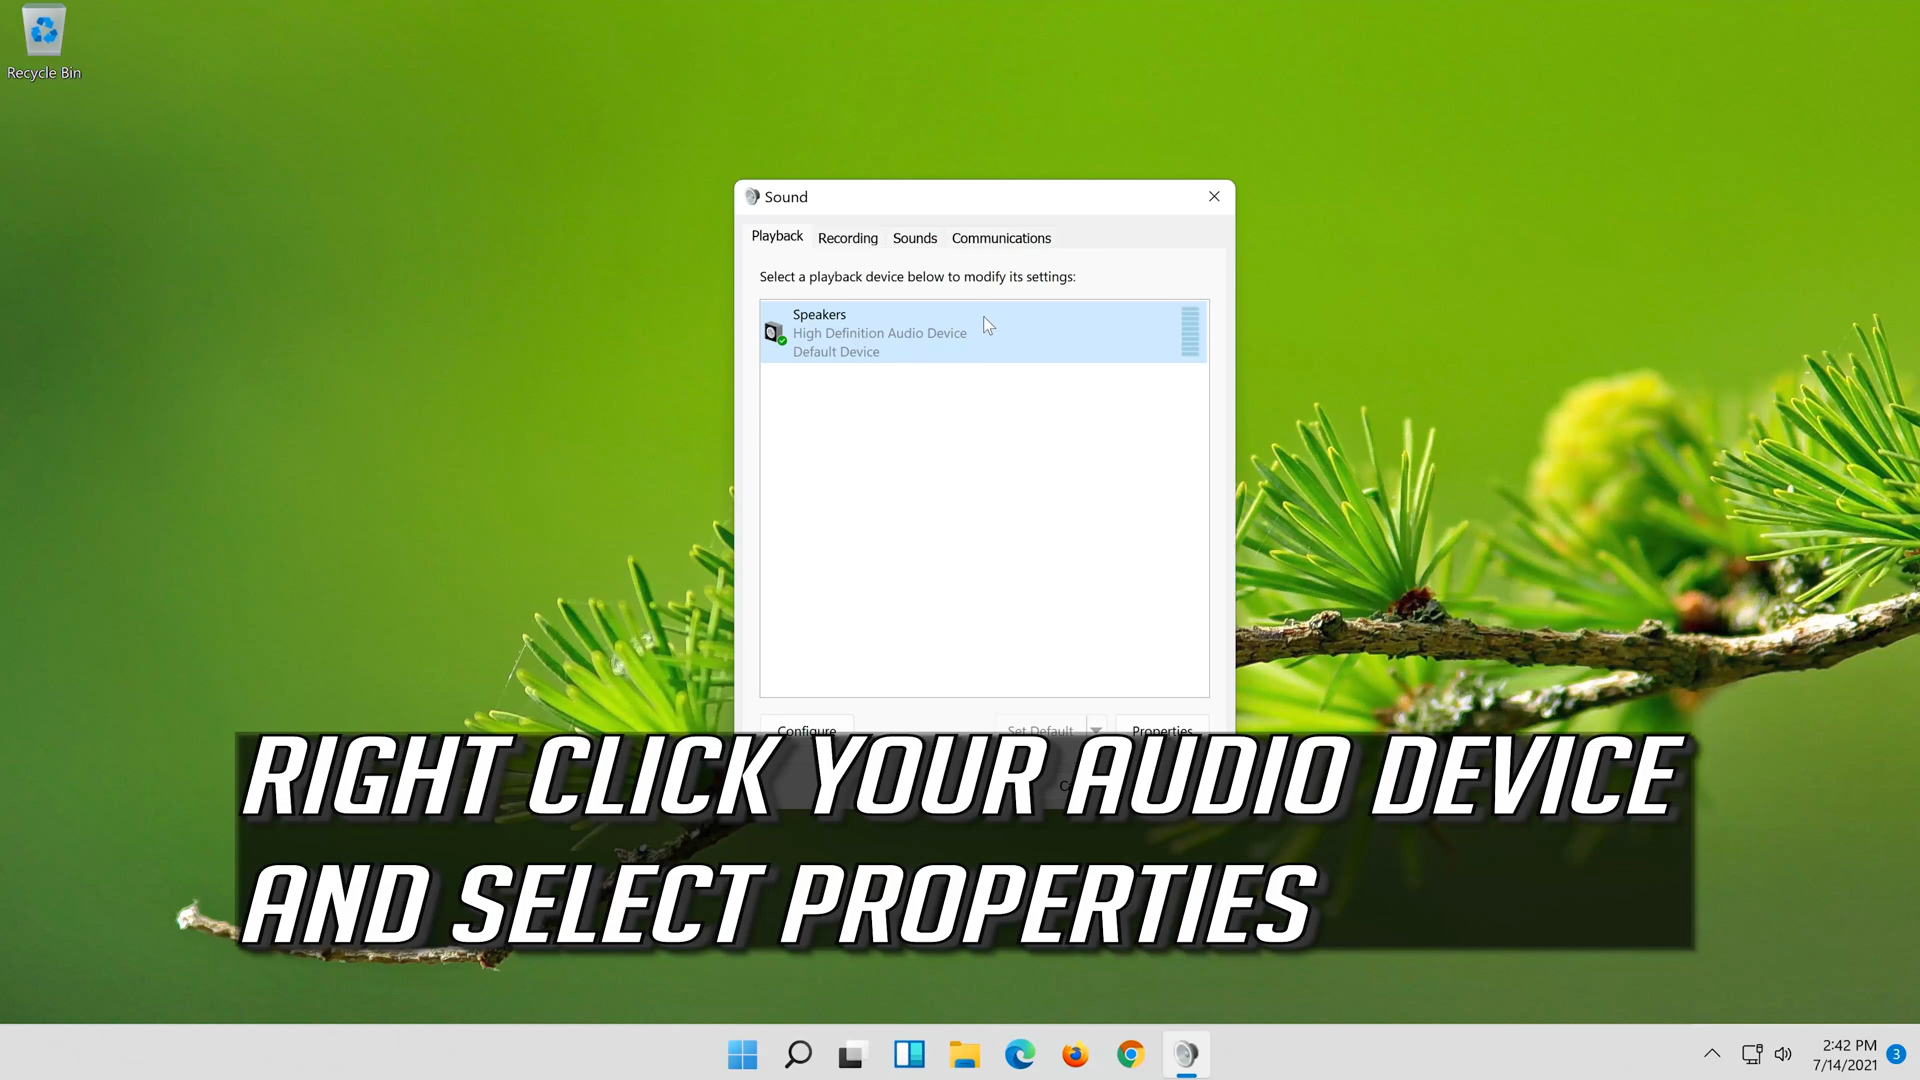 Recycle Bin
Sound
Playback Recording Sounds Communications
Select a playback device below to modify its settings:
Speakers
High Definition Audio Device
Default Device
Configure Set Default Properties
RIGHT CLICK YOUR AUDIO DEVICE
AND SELECT PROPERTIES
2:42 PM
7/14/2021
3